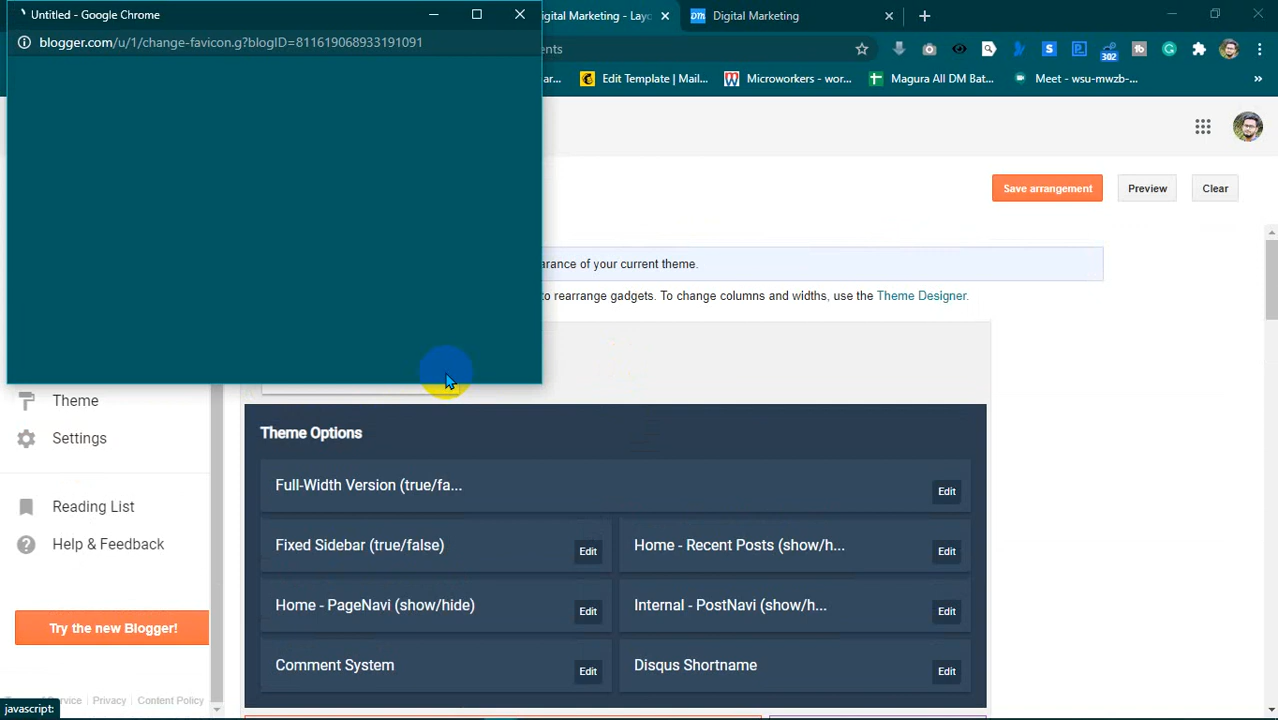 Untitled - Google Chrome
blogger.com/u/1/change-favicon.g?blogID=811619068933191091
igital Marketing - Layo
Digital Marketing
ents
302
ar...
Edit Template | Mail...
Microworkers - wor...
Magura All DM Bat...
Meet - wsu-mwzb-...
»
Save arrangement
Preview
Clear
arance of your current theme.
to rearrange gadgets. To change columns and widths, use the Theme Designer.
Theme
Settings
Reading List
Help & Feedback
Try the new Blogger!
Theme Options
Full-Width Version (true/fa...
Edit
Fixed Sidebar (true/false)
Edit
Home - Recent Posts (show/h...
Edit
Home - PageNavi (show/hide)
Edit
Internal - PostNavi (show/h...
Edit
Comment System
Edit
Disqus Shortname
Edit
Service
Privacy
Content Policy
javascript: